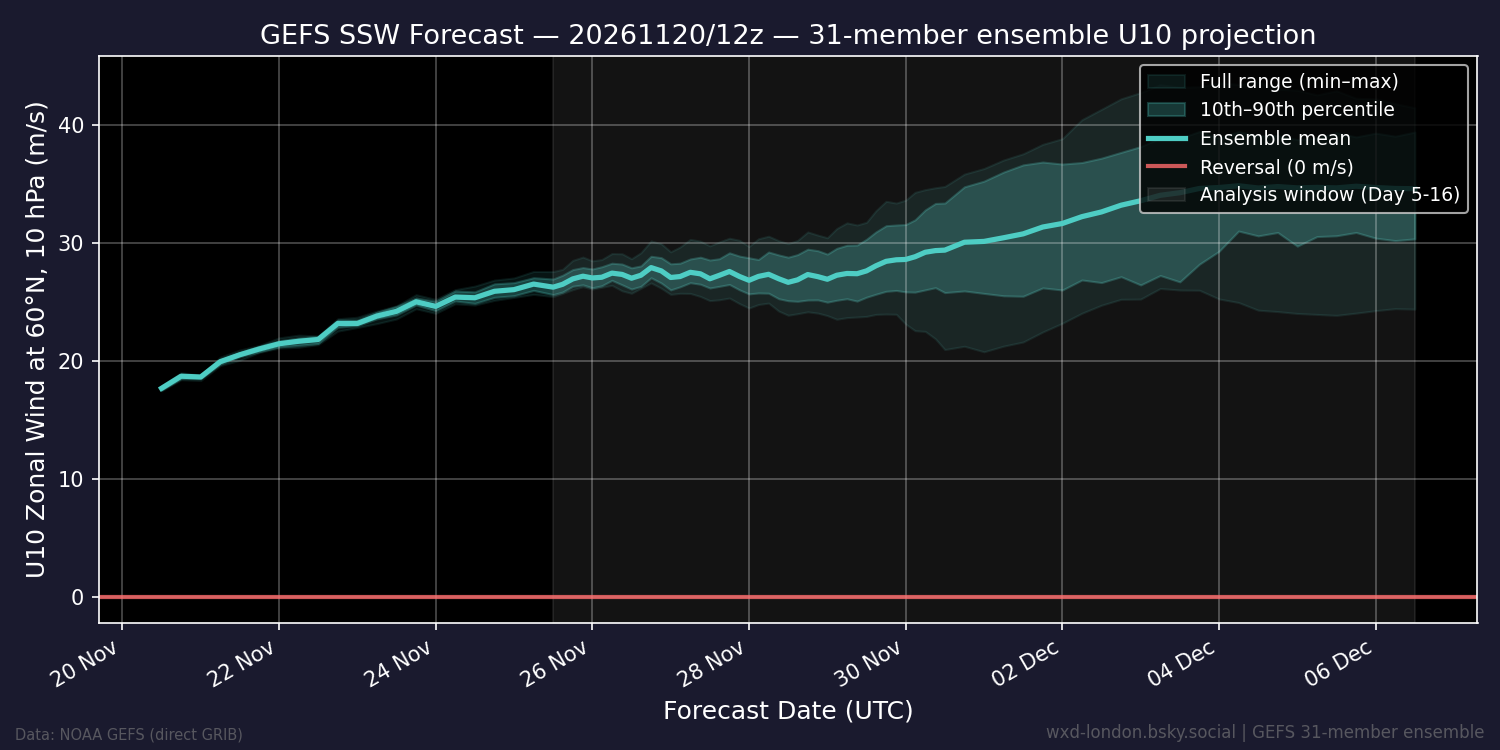 GEFS SSW Forecast — 20261120/12z — 31-member ensemble U10 projection
U10 Zonal Wind at 60°N, 10 hPa (m/s)
40
30
20
10
0
Full range (min–max)
10th–90th percentile
Ensemble mean
Reversal (0 m/s)
Analysis window (Day 5-16)
20 Nov
22 Nov
24 Nov
26 Nov
28 Nov
30 Nov
02 Dec
04 Dec
06 Dec
Forecast Date (UTC)
Data: NOAA GEFS (direct GRIB)
wxd-london.bsky.social | GEFS 31-member ensemble